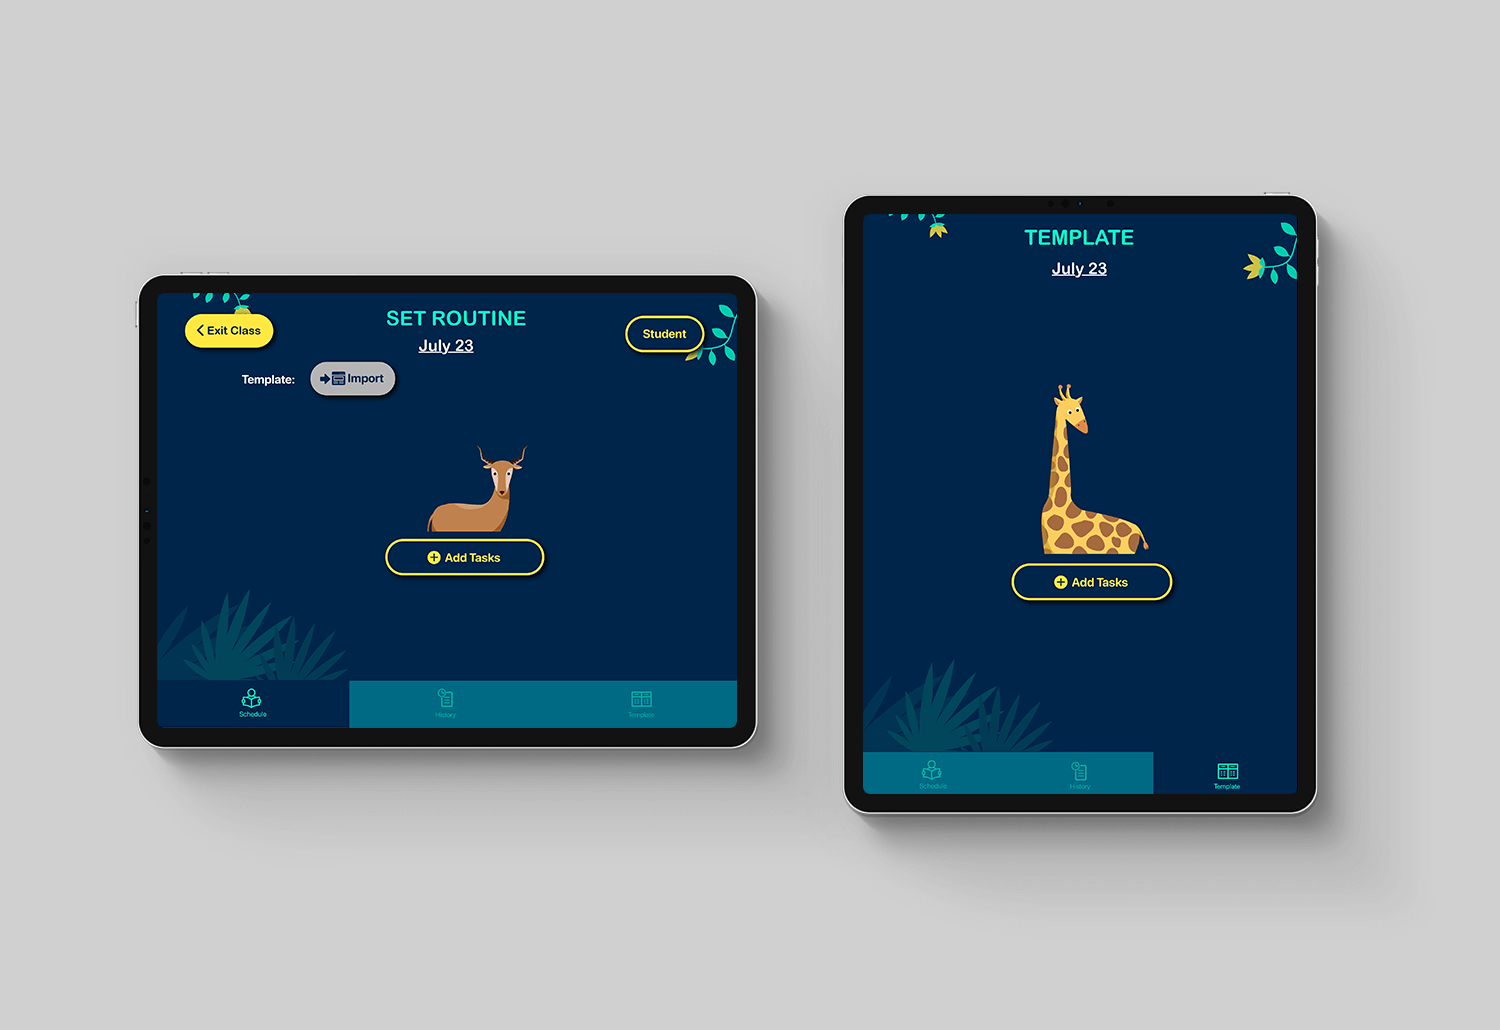 SET ROUTINE
July 23
Exit Class
Student
Template:
Import
Add Tasks
Schedule
History
Template
TEMPLATE
July 23
Add Tasks
Schedule
History
Template